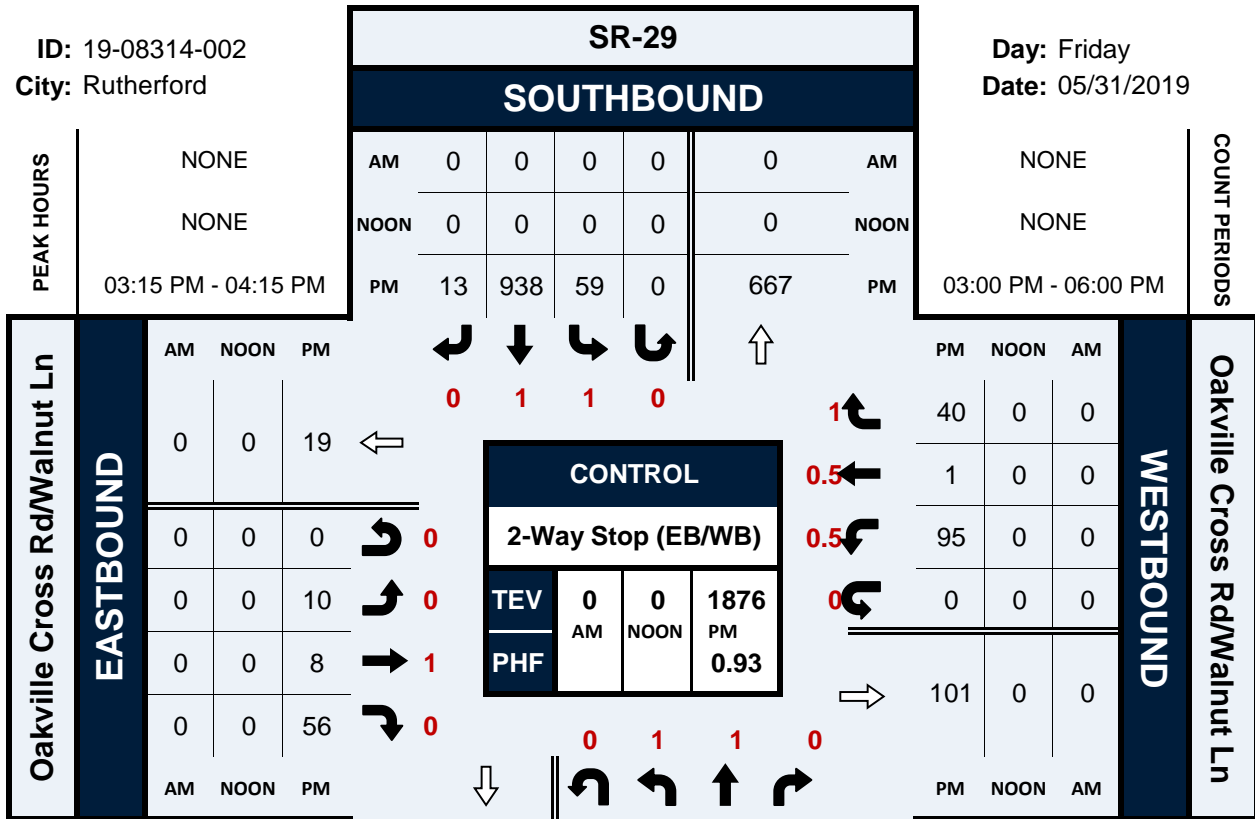 ID: 19-08314-002
City: Rutherford
SR-29
SOUTHBOUND
Day: Friday
Date: 05/31/2019
PEAK HOURS
NONE
NONE
03:15 PM - 04:15 PM
AM 0 0 0 0 0 AM
NOON 0 0 0 0 0 NOON
PM 13 938 59 0 667 PM
NONE
NONE
03:00 PM - 06:00 PM
COUNT PERIODS
0 1 1 0
Oakville Cross Rd/Walnut Ln
EASTBOUND
AM NOON PM
0 0 19
0 0 0 0
0 0 10 0
0 0 8 1
0 0 56 0
AM NOON PM
CONTROL
2-Way Stop (EB/WB)
TEV 0 0 1876
AM NOON PM
PHF 0.93
PM NOON AM
1 40 0 0
0.5 1 0 0
0.5 95 0 0
0 0 0 0
101 0 0
PM NOON AM
WESTBOUND
Oakville Cross Rd/Walnut Ln
0 1 1 0